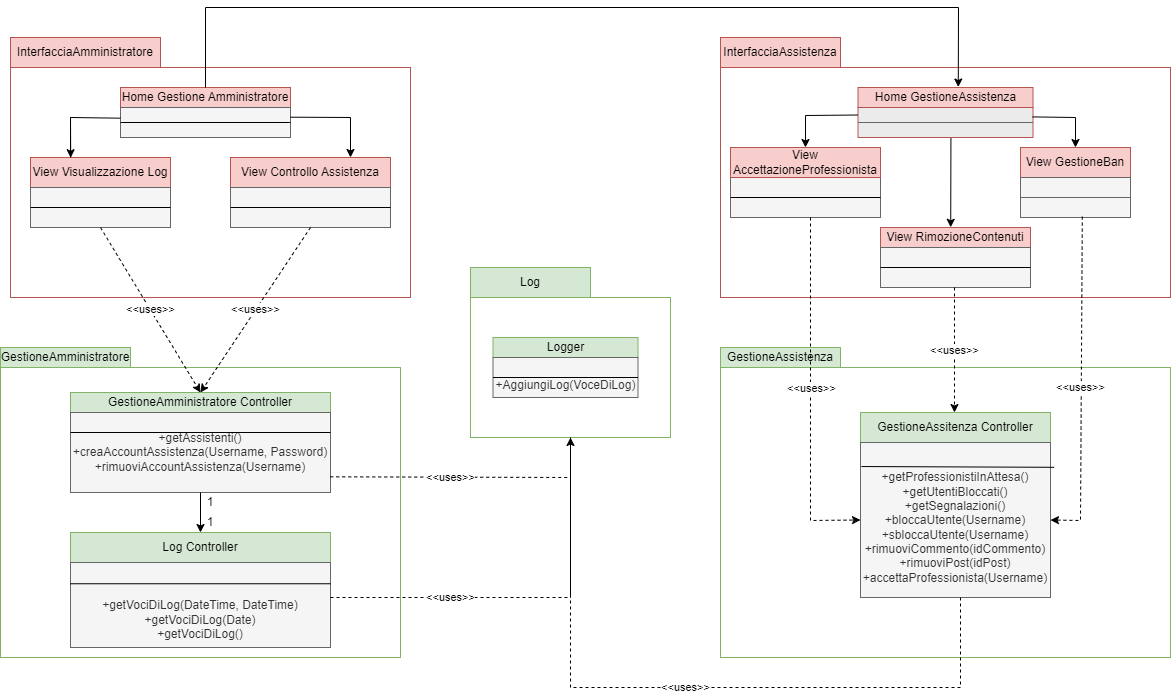 InterfacciaAmministratore
Home Gestione Amministratore
View Visualizzazione Log
View Controllo Assistenza
<<uses>>
<<uses>>
InterfacciaAssistenza
Home GestioneAssistenza
View
AccettazioneProfessionista
View GestioneBan
View RimozioneContenuti
<<uses>>
<<uses>>
<<uses>>
Log
Logger
+AggiungiLog(VoceDiLog)
GestioneAmministratore
GestioneAmministratore Controller
+getAssistenti()
+creaAccountAssistenza(Username, Password)
+rimuoviAccountAssistenza(Username)
<<uses>>
1
1
Log Controller
+getVociDiLog(DateTime, DateTime)
+getVociDiLog(Date)
+getVociDiLog()
<<uses>>
GestioneAssistenza
GestioneAssitenza Controller
+getProfessionistiInAttesa()
+getUtentiBloccati()
+getSegnalazioni()
+bloccaUtente(Username)
+sbloccaUtente(Username)
+rimuoviCommento(idCommento)
+rimuoviPost(idPost)
+accettaProfessionista(Username)
<<uses>>